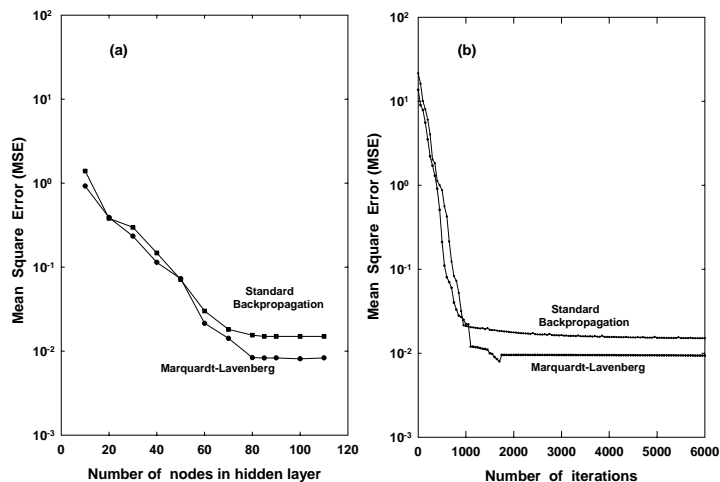 (a)
Mean Square Error (MSE)
10²
10¹
10⁰
10⁻¹
10⁻²
10⁻³
Standard
Backpropagation
Marquardt-Lavenberg
0 20 40 60 80 100 120
Number of nodes in hidden layer
(b)
Mean Square Error (MSE)
10²
10¹
10⁰
10⁻¹
10⁻²
10⁻³
Standard
Backpropagation
Marquardt-Lavenberg
0 1000 2000 3000 4000 5000 6000
Number of iterations